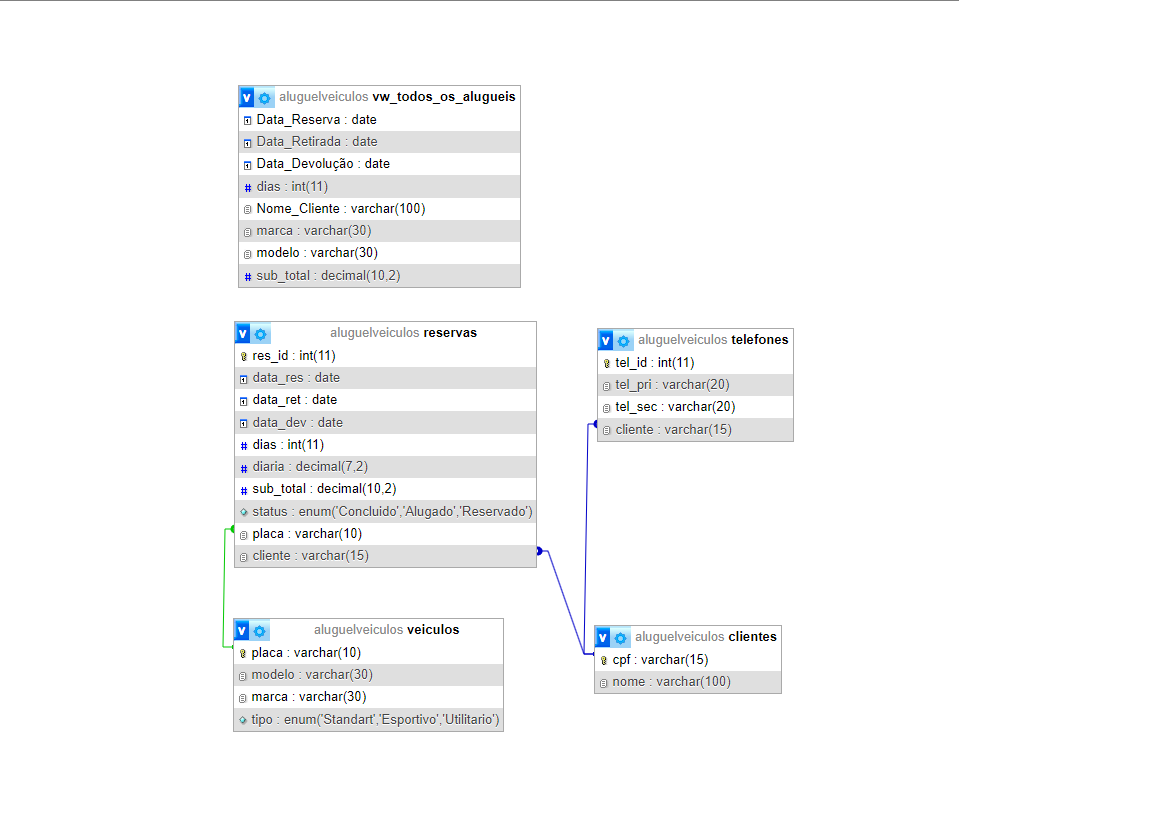 aluguelveiculos vw_todos_os_alugueis
Data_Reserva : date
Data_Retirada : date
Data_Devolução : date
# dias : int(11)
Nome_Cliente : varchar(100)
marca : varchar(30)
modelo : varchar(30)
# sub_total : decimal(10,2)
aluguelveiculos reservas
res_id : int(11)
data_res : date
data_ret : date
data_dev : date
# dias : int(11)
# diaria : decimal(7,2)
# sub_total : decimal(10,2)
status : enum('Concluido','Alugado','Reservado')
placa : varchar(10)
cliente : varchar(15)
aluguelveiculos telefones
tel_id : int(11)
tel_pri : varchar(20)
tel_sec : varchar(20)
cliente : varchar(15)
aluguelveiculos veiculos
placa : varchar(10)
modelo : varchar(30)
marca : varchar(30)
tipo : enum('Standart','Esportivo','Utilitario')
aluguelveiculos clientes
cpf : varchar(15)
nome : varchar(100)